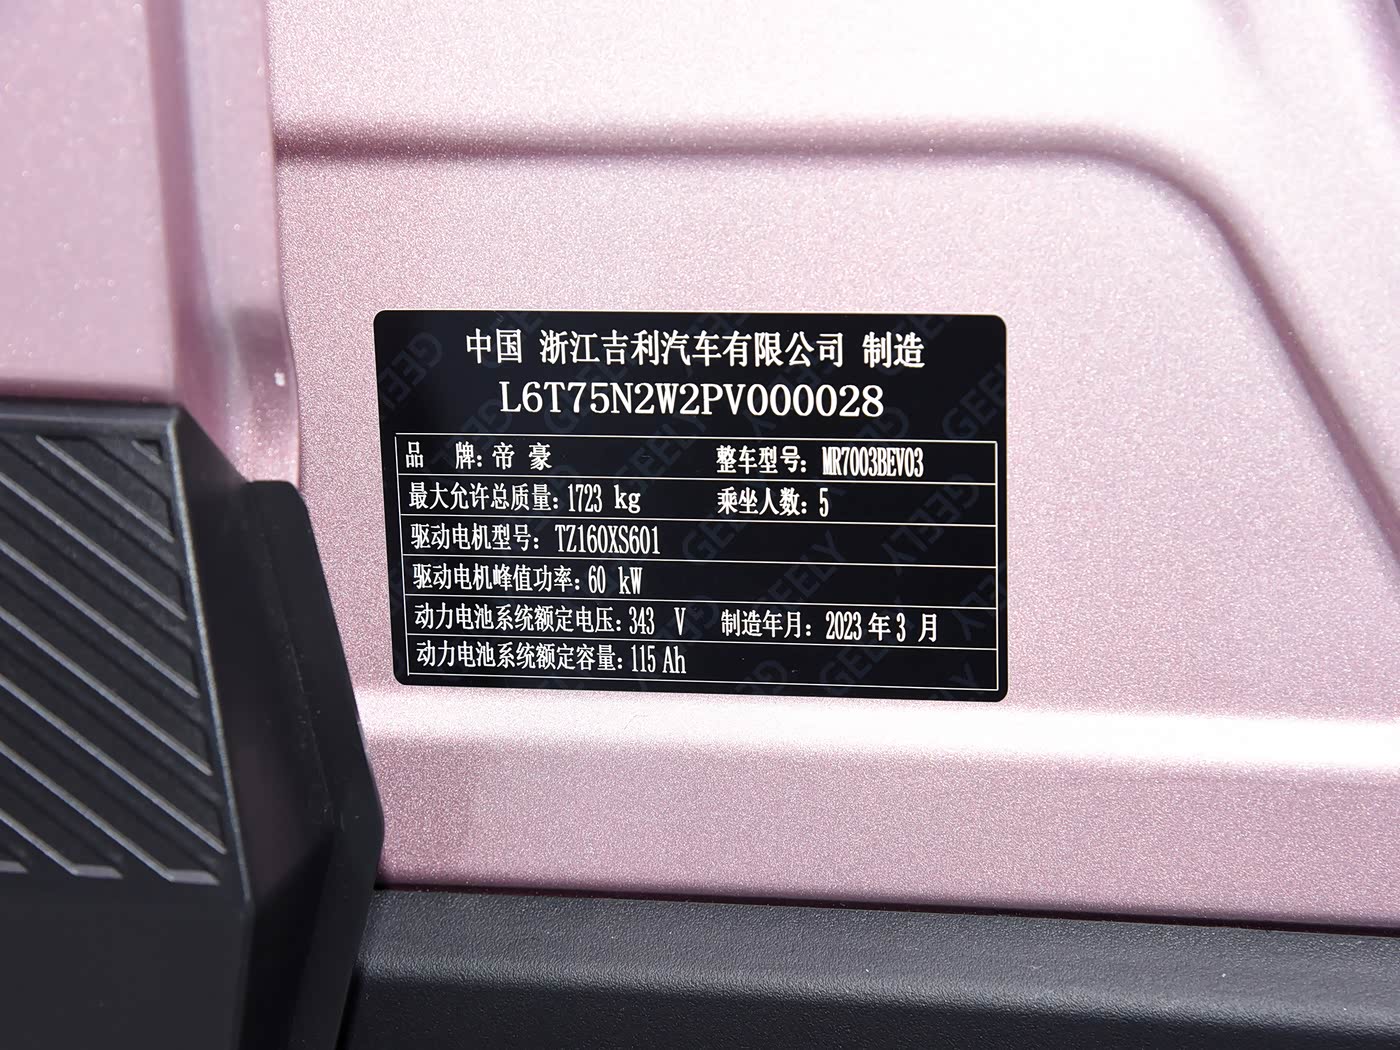 中国 浙江吉利汽车有限公司 制造
L6T75N2W2PV000028
品 牌: 帝 豪 整车型号: MR7003BEV03
最大允许总质量: 1723 kg 乘坐人数: 5
驱动电机型号: TZ160XS601
驱动电机峰值功率: 60 kW
动力电池系统额定电压: 343 V 制造年月: 2023 年 3 月
动力电池系统额定容量: 115 Ah